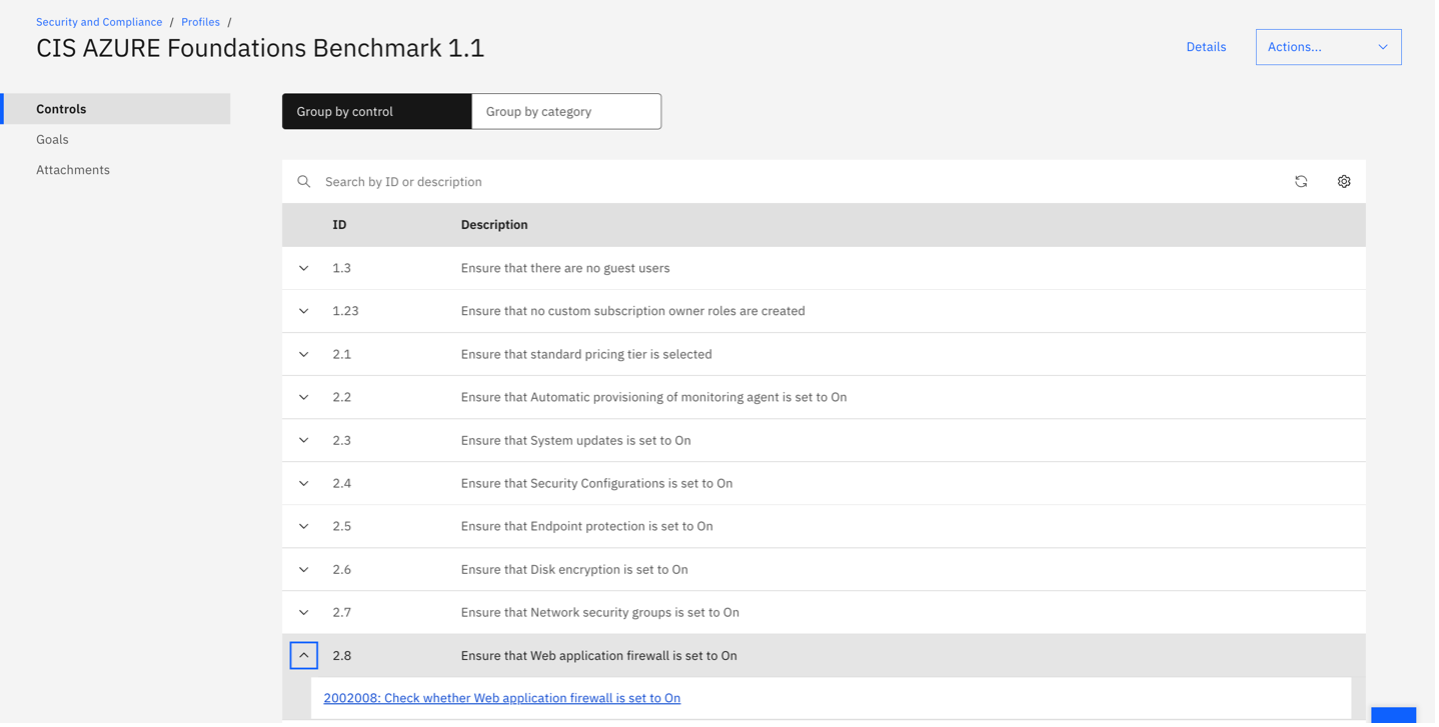 Security and Compliance / Profiles /
CIS AZURE Foundations Benchmark 1.1
Details
Actions...
Controls
Goals
Attachments
Group by control
Group by category
Search by ID or description
ID Description
1.3 Ensure that there are no guest users
1.23 Ensure that no custom subscription owner roles are created
2.1 Ensure that standard pricing tier is selected
2.2 Ensure that Automatic provisioning of monitoring agent is set to On
2.3 Ensure that System updates is set to On
2.4 Ensure that Security Configurations is set to On
2.5 Ensure that Endpoint protection is set to On
2.6 Ensure that Disk encryption is set to On
2.7 Ensure that Network security groups is set to On
2.8 Ensure that Web application firewall is set to On
2002008: Check whether Web application firewall is set to On